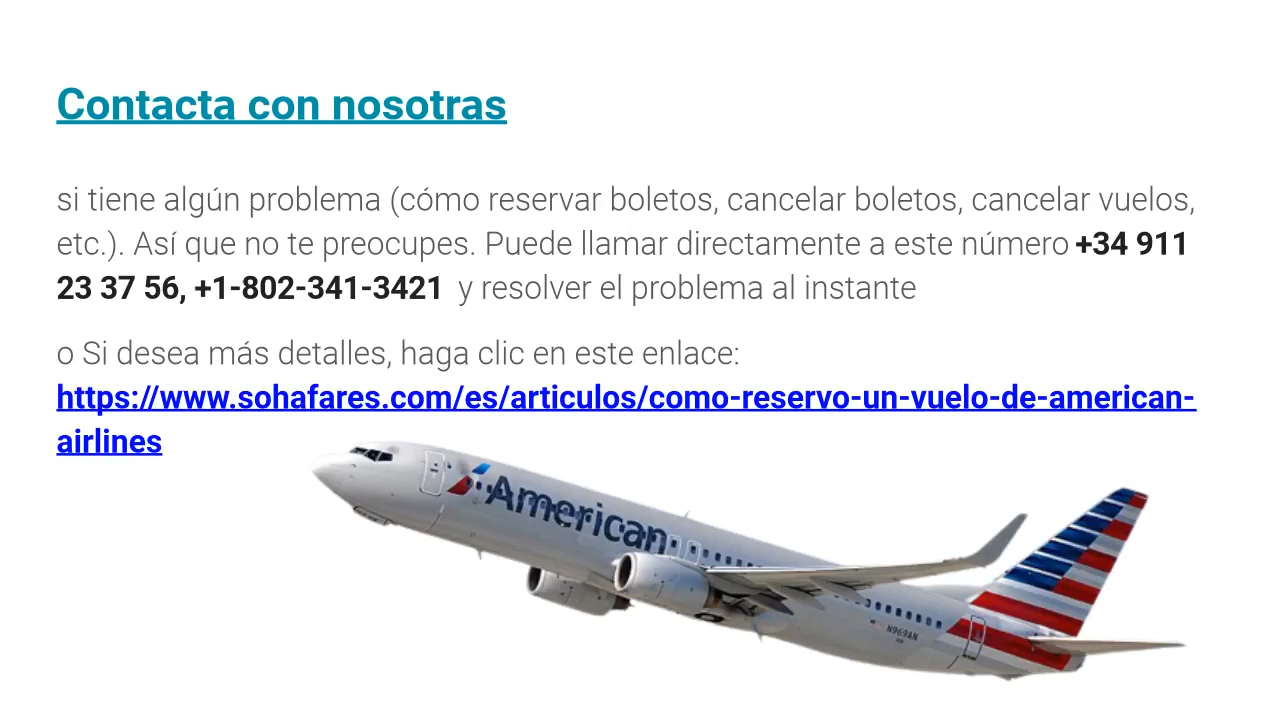 Contacta con nosotras
si tiene algún problema (cómo reservar boletos, cancelar boletos, cancelar vuelos,
etc.). Así que no te preocupes. Puede llamar directamente a este número +34 911
23 37 56, +1-802-341-3421 y resolver el problema al instante
o Si desea más detalles, haga clic en este enlace:
https://www.sohafares.com/es/articulos/como-reservo-un-vuelo-de-american-
airlines
American
N969AN